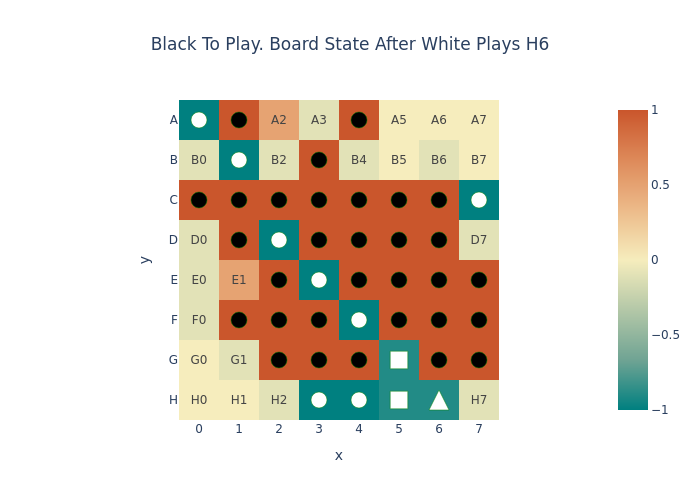 Black To Play. Board State After White Plays H6
A A2 A3 A5 A6 A7
B B0 B2 B4 B5 B6 B7
C
D D0 D7
E E0 E1
F F0
G G0 G1
H H0 H1 H2 H7
0 1 2 3 4 5 6 7
x
y
1
0.5
0
−0.5
−1